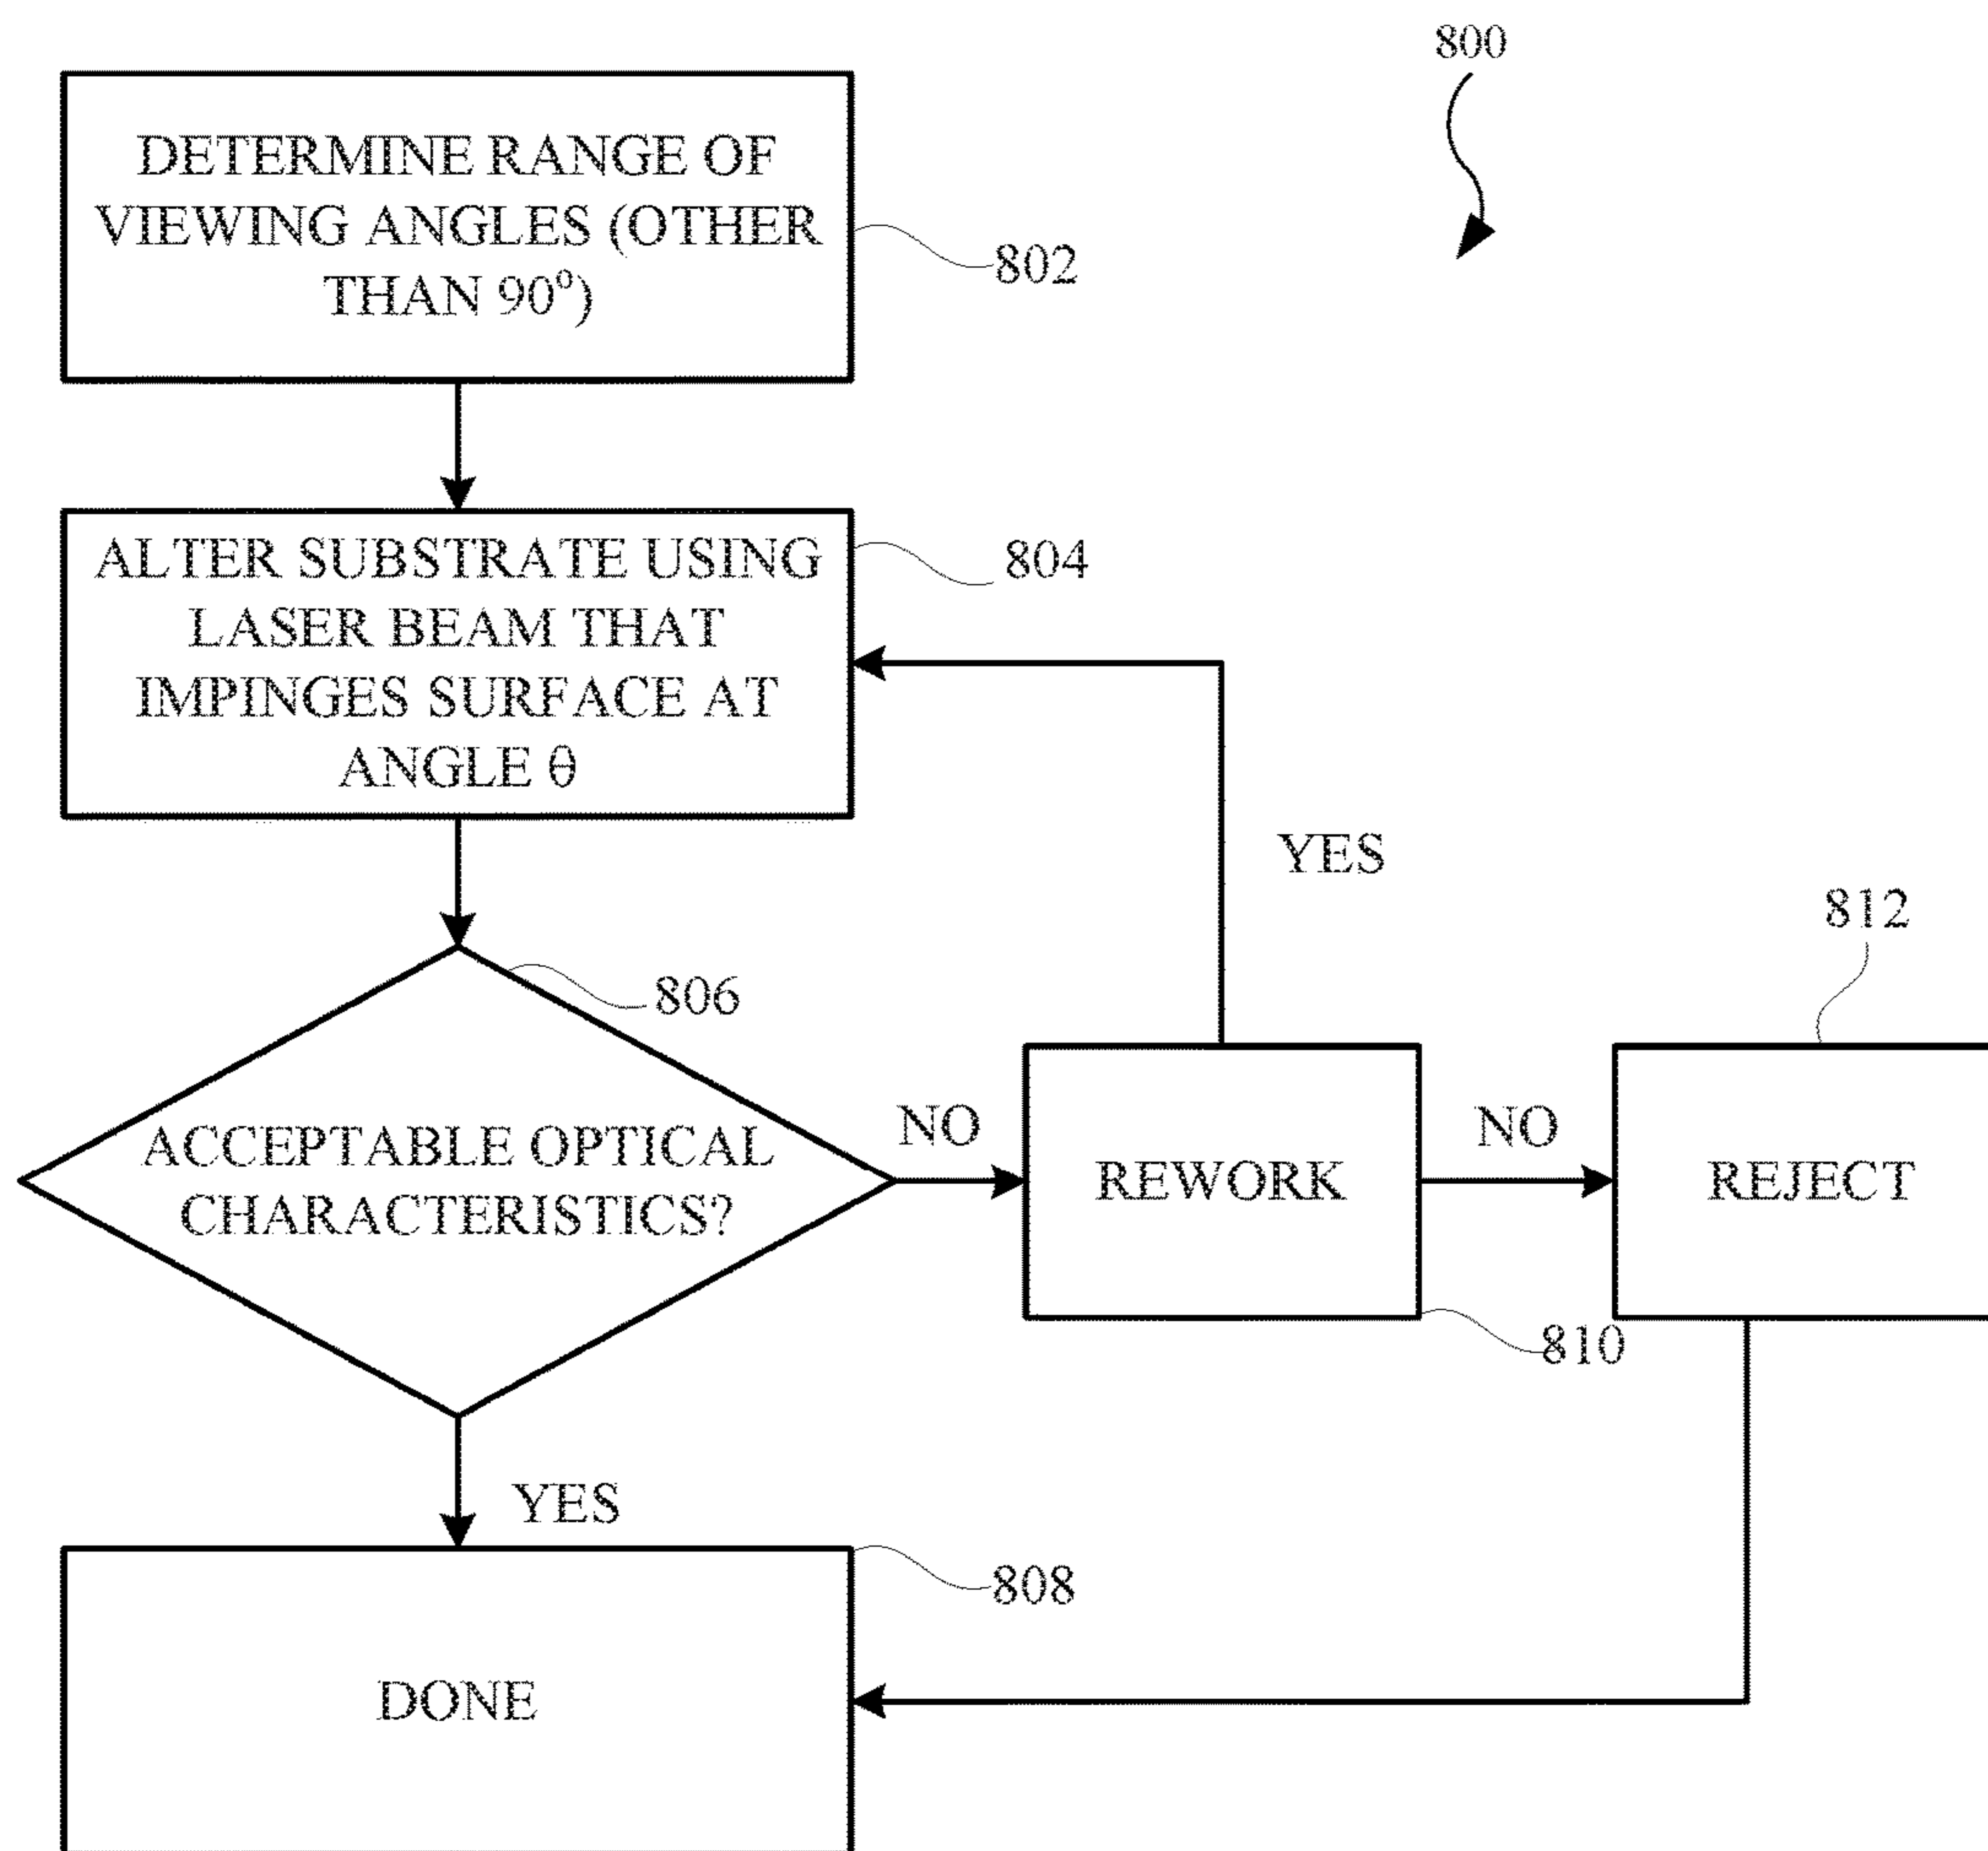 800
DETERMINE RANGE OF
VIEWING ANGLES (OTHER
THAN 90º)
802
ALTER SUBSTRATE USING
LASER BEAM THAT
IMPINGES SURFACE AT
ANGLE θ
804
YES
812
806
ACCEPTABLE OPTICAL
CHARACTERISTICS?
NO
REWORK
NO
REJECT
810
YES
808
DONE